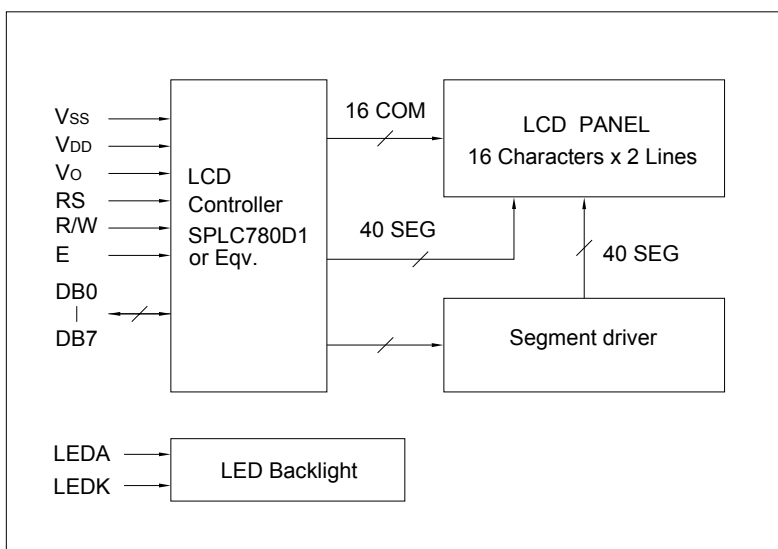 VSS
VDD
VO
RS
R/W
E
DB0
|
DB7
LCD
Controller
SPLC780D1
or Eqv.
16 COM
40 SEG
LCD PANEL
16 Characters x 2 Lines
40 SEG
Segment driver
LEDA
LEDK
LED Backlight